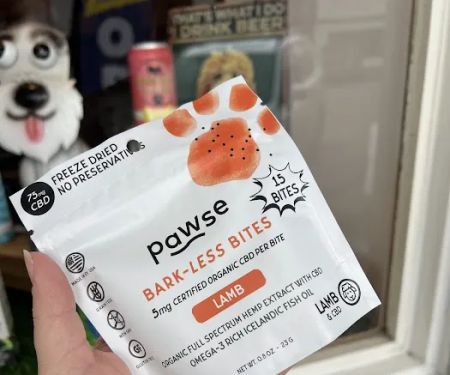 THAT'S WHAT I DO
I DRINK BEER
75mg
CBD
FREEZE DRIED
NO PRESERVATIVES
15
BITES
pawse
BARK-LESS BITES
5mg CERTIFIED ORGANIC CBD PER BITE
LAMB
ORGANIC FULL SPECTRUM HEMP EXTRACT WITH CBD
OMEGA-3 RICH ICELANDIC FISH OIL
LAMB
& CBD
NET WT. 0.8 OZ. - 23 G